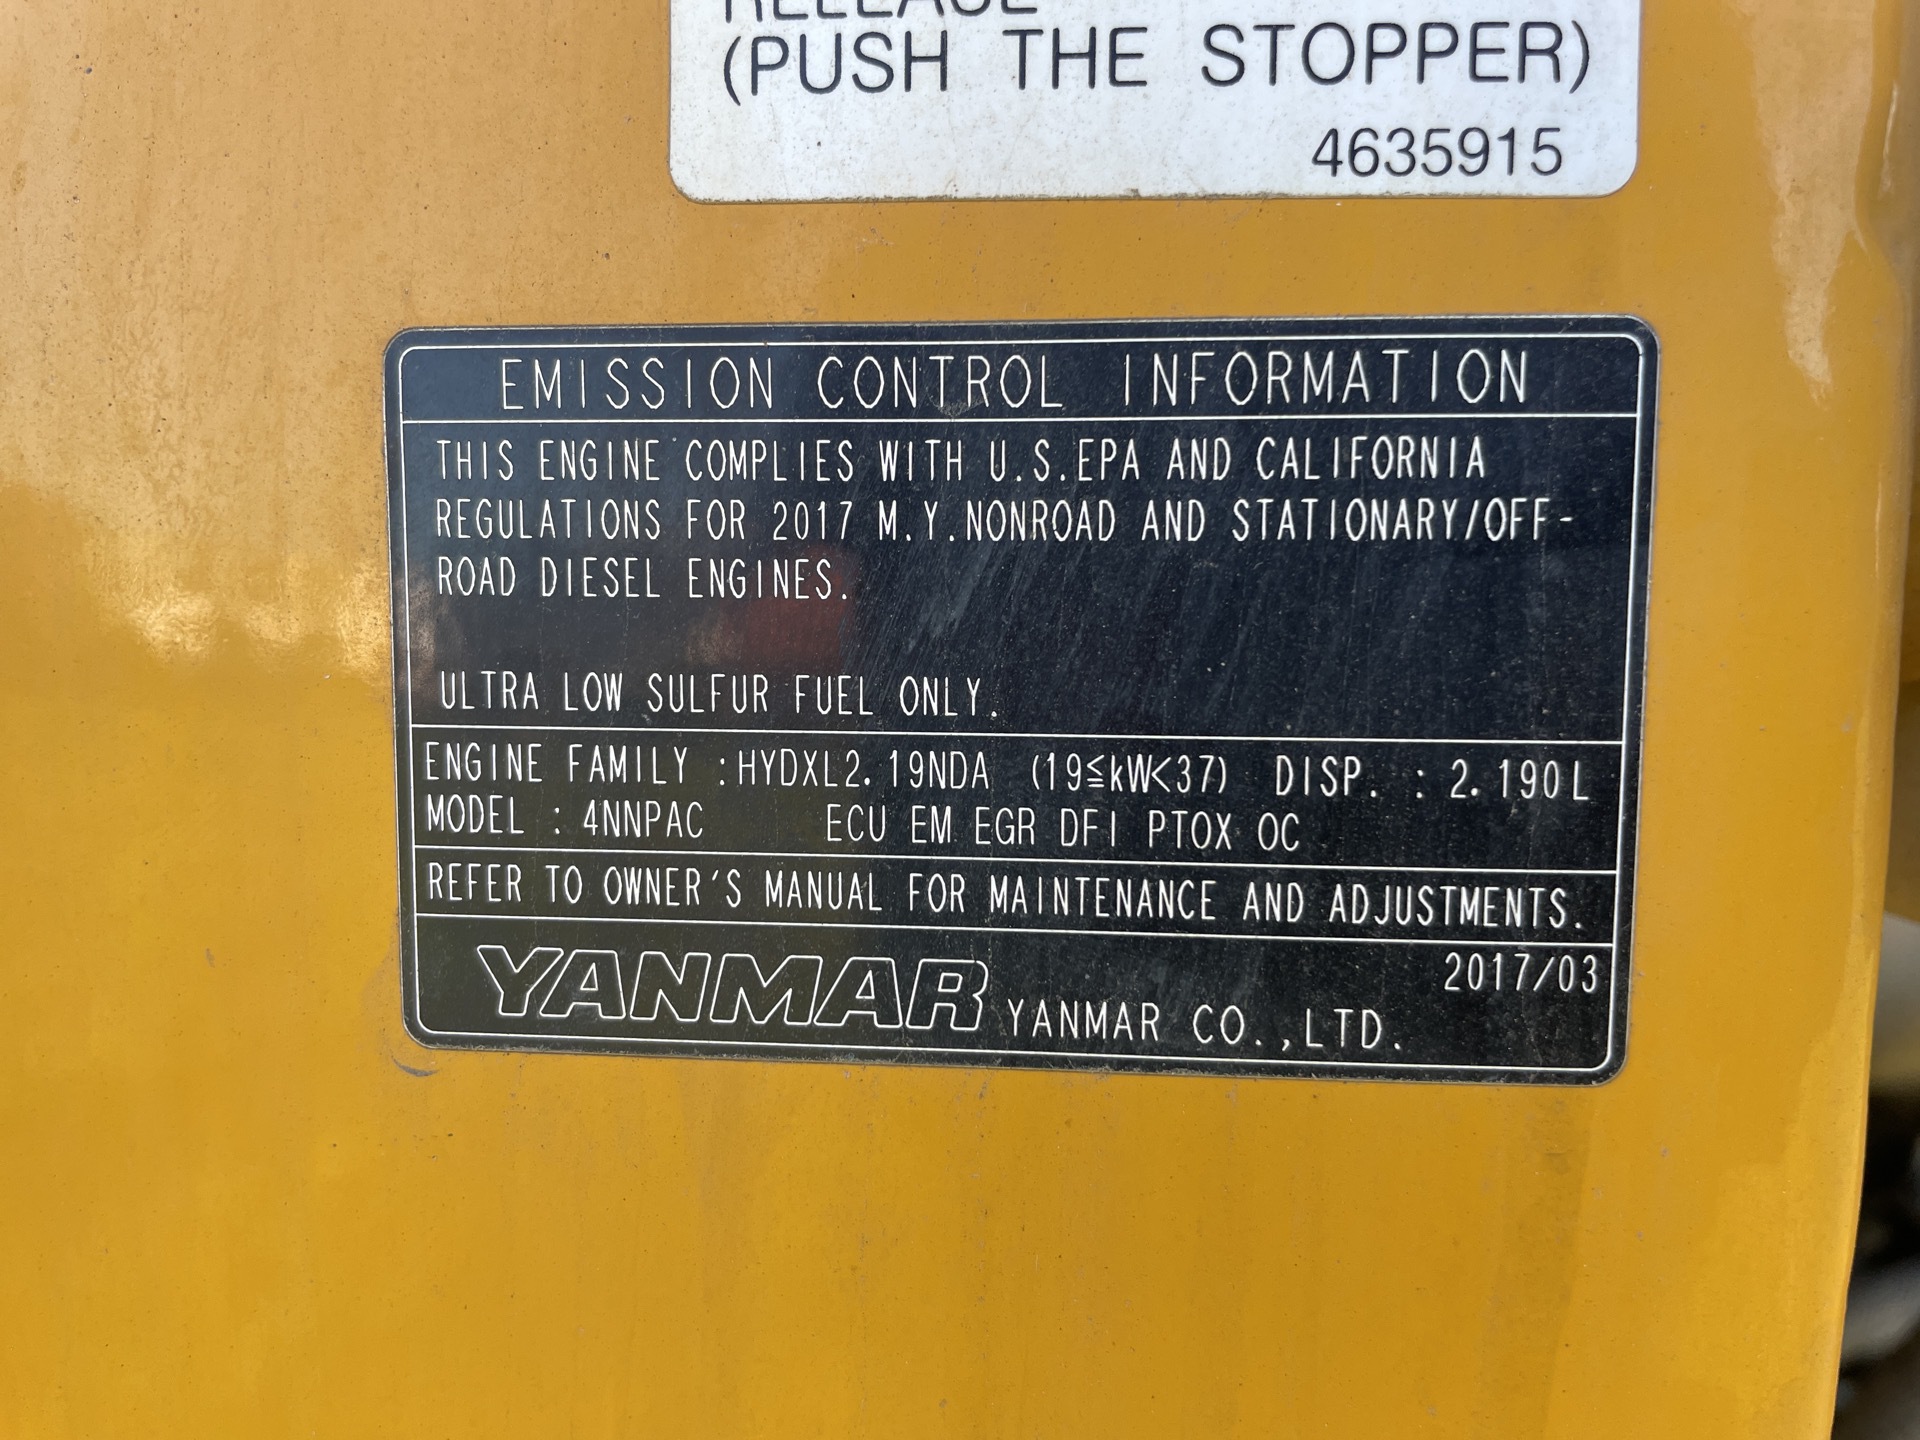 RELEASE
(PUSH THE STOPPER)
4635915
EMISSION CONTROL INFORMATION
THIS ENGINE COMPLIES WITH U.S.EPA AND CALIFORNIA
REGULATIONS FOR 2017 M.Y.NONROAD AND STATIONARY/OFF-
ROAD DIESEL ENGINES.
ULTRA LOW SULFUR FUEL ONLY.
ENGINE FAMILY :HYDXL2.19NDA (19≦kW<37) DISP. : 2.190L
MODEL : 4NNPAC ECU EM EGR DFI PTOX OC
REFER TO OWNER'S MANUAL FOR MAINTENANCE AND ADJUSTMENTS.
2017/03
YANMAR YANMAR CO.,LTD.